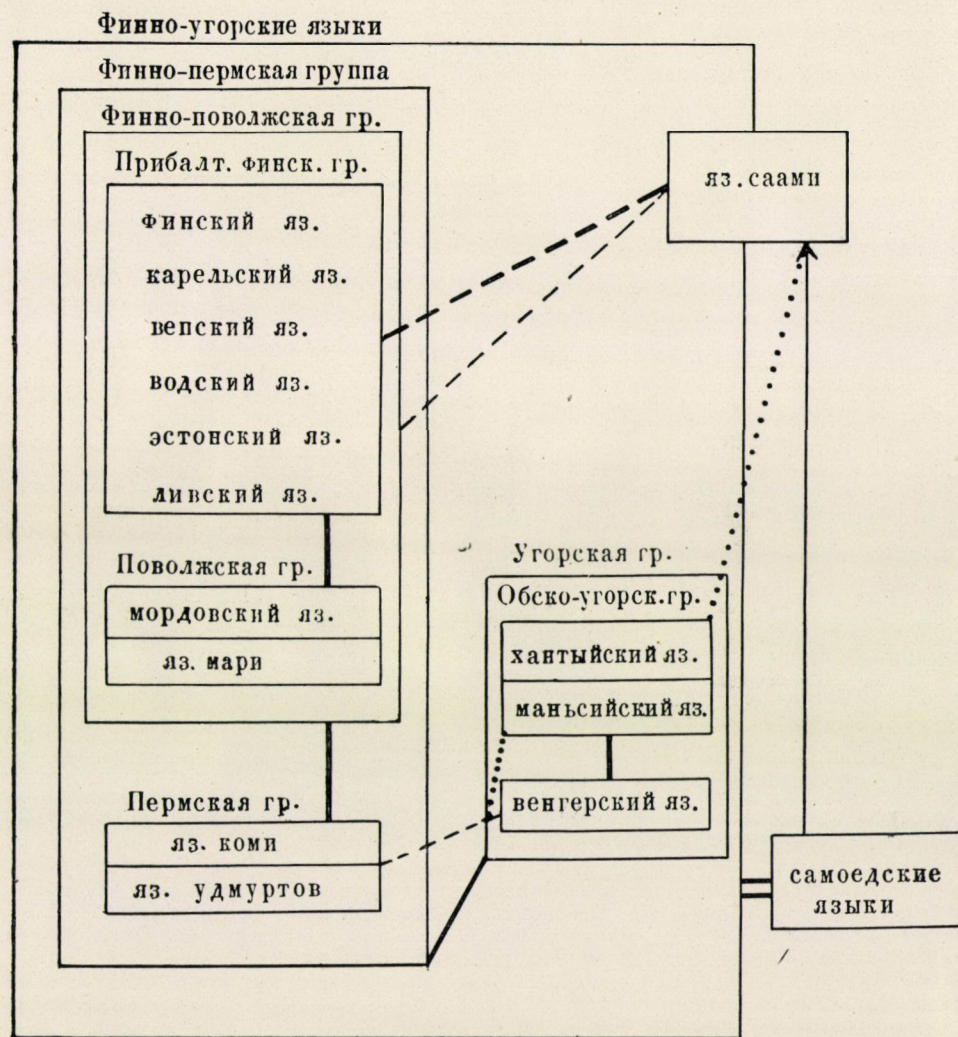 Финно-угорские языки
Финно-пермская группа
Финно-поволжская гр.
Прибалт. финск. гр.
финский яз.
карельский яз.
вепский яз.
водский яз.
эстонский яз.
ливский яз.
Поволжская гр.
мордовский яз.
яз. мари
Пермская гр.
яз. коми
яз. удмуртов
яз. саами
Угорская гр.
Обско-угорск.гр.
хантыйский яз.
маньсийский яз.
венгерский яз.
самоедские
языки